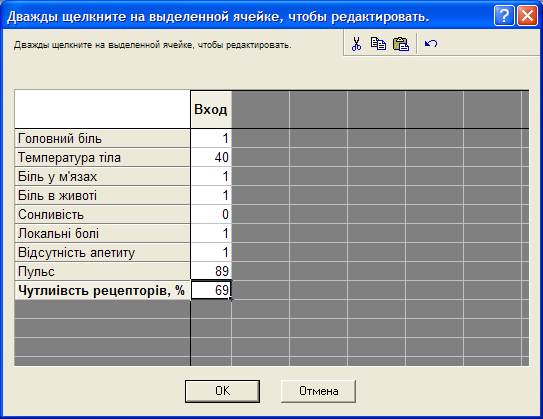 Дважды щелкните на выделенной ячейке, чтобы редактировать.
Дважды щелкните на выделенной ячейке, чтобы редактировать.
Вход
Головний біль 1
Температура тіла 40
Біль у м'язах 1
Біль в животі 1
Сонливість 0
Локальні болі 1
Відсутність апетиту 1
Пульс 89
Чутливість рецепторів, % 69
OK Отмена